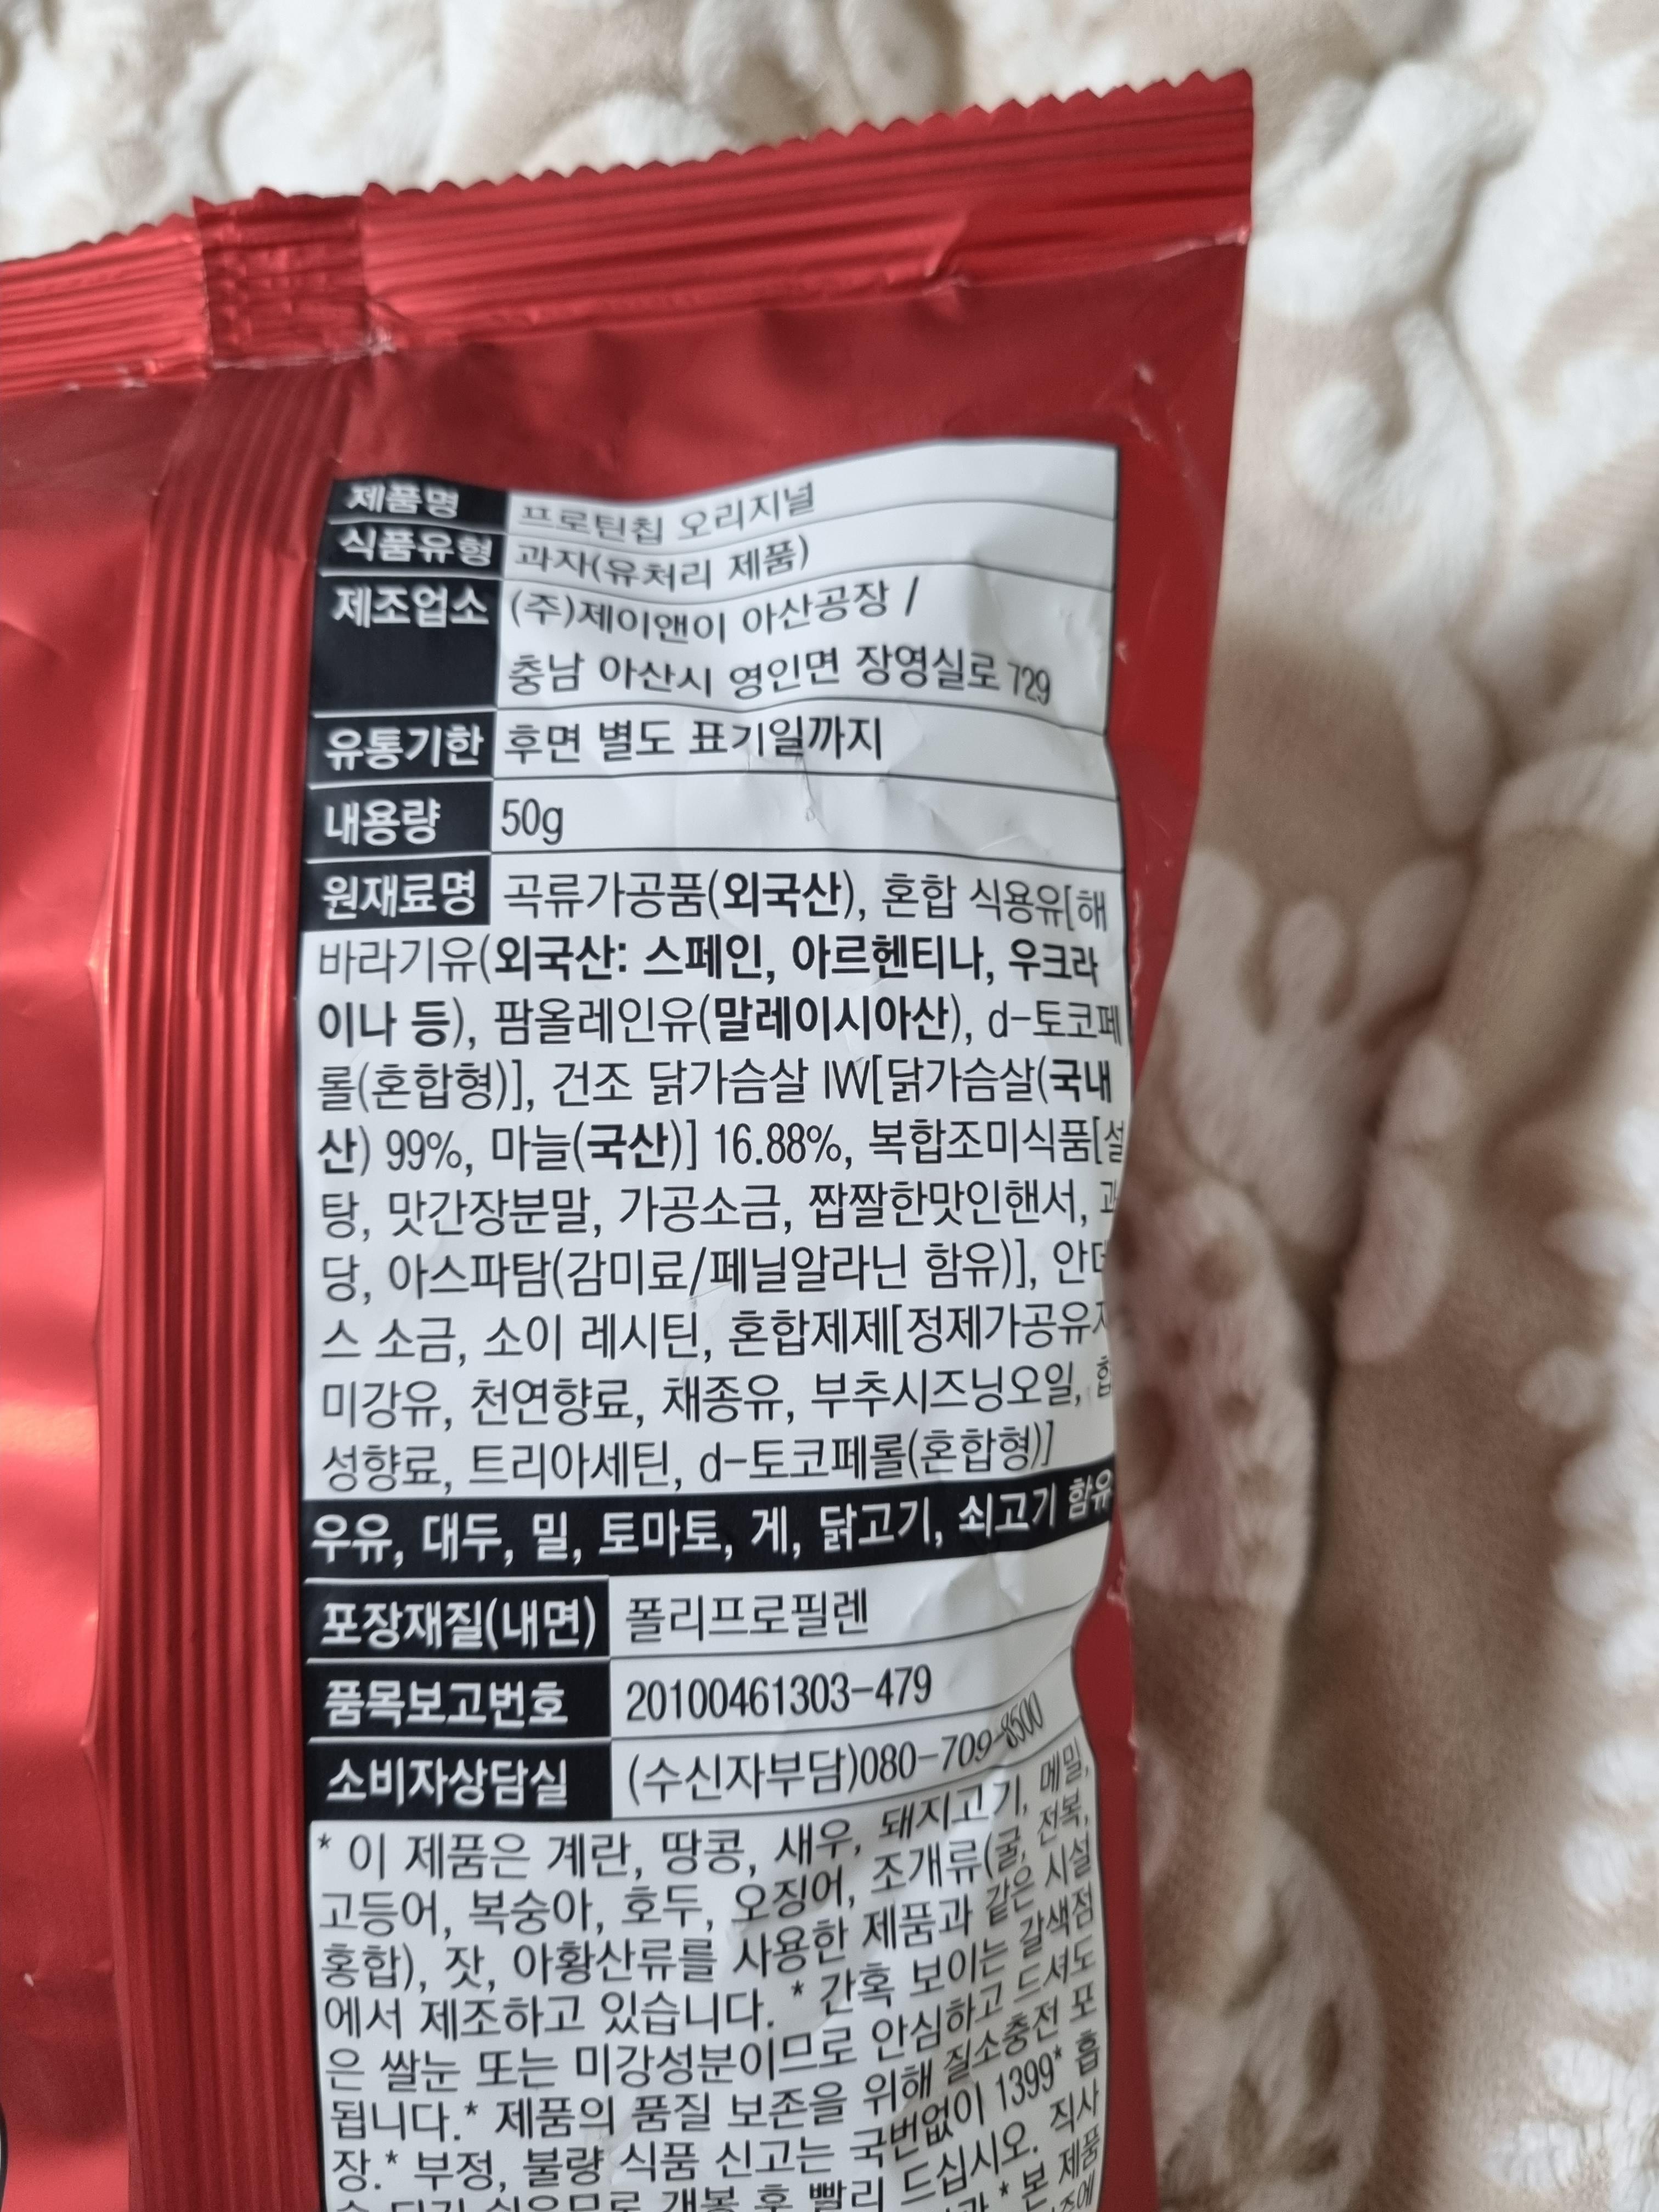 제품명 프로틴칩 오리지널
식품유형 과자(유처리 제품)
제조업소 (주)제이앤이 아산공장 /
충남 아산시 영인면 장영실로 729
유통기한 후면 별도 표기일까지
내용량 50g
원재료명 곡류가공품(외국산), 혼합 식용유[해
바라기유(외국산: 스페인, 아르헨티나, 우크라
이나 등), 팜올레인유(말레이시아산), d-토코페
롤(혼합형)], 건조 닭가슴살 IW[닭가슴살(국내
산) 99%, 마늘(국산)] 16.88%, 복합조미식품[설
탕, 맛간장분말, 가공소금, 짭짤한맛인핸서, 과
당, 아스파탐(감미료/페닐알라닌 함유)], 안데
스 소금, 소이 레시틴, 혼합제제[정제가공유지
미강유, 천연향료, 채종유, 부추시즈닝오일, 합
성향료, 트리아세틴, d-토코페롤(혼합형)]
우유, 대두, 밀, 토마토, 게, 닭고기, 쇠고기 함유
포장재질(내면) 폴리프로필렌
품목보고번호 20100461303-479
소비자상담실 (수신자부담)080-709-8500
* 이 제품은 계란, 땅콩, 새우, 돼지고기, 메밀,
고등어, 복숭아, 호두, 오징어, 조개류(굴, 전복,
홍합), 잣, 아황산류를 사용한 제품과 같은 시설
에서 제조하고 있습니다. * 간혹 보이는 갈색점
은 쌀눈 또는 미강성분이므로 안심하고 드셔도
됩니다.* 제품의 품질 보존을 위해 질소충전 포
장.* 부정, 불량 식품 신고는 국번없이 1399* 흡
개봉 후 빨리 드십시오. 직사
* 본 제품